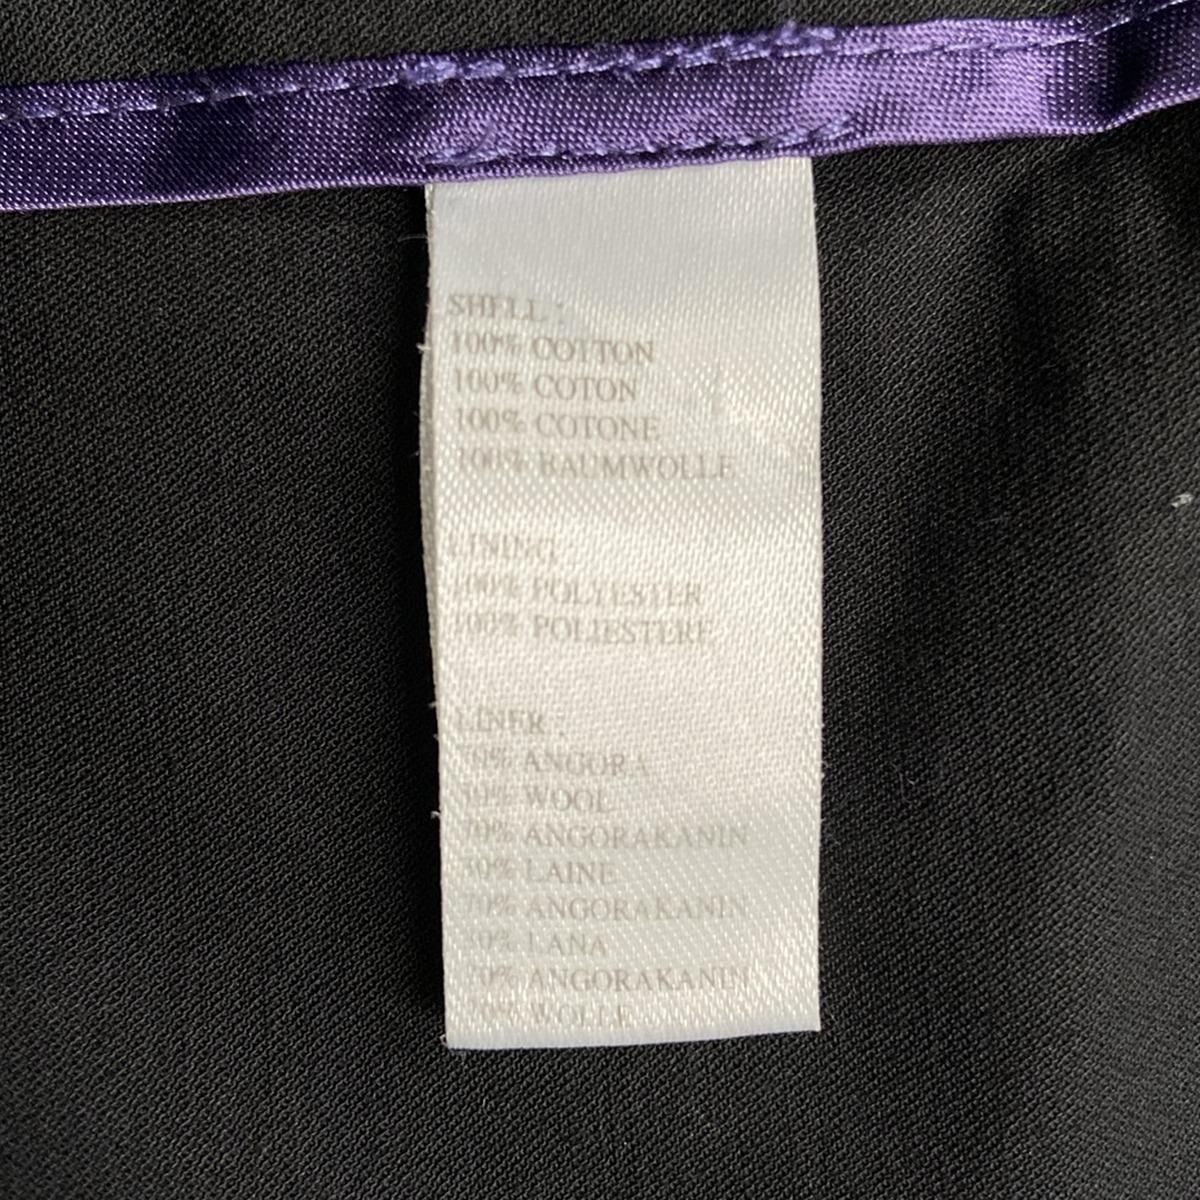 SHELL :
100% COTTON
100% COTON
100% COTONE
100% BAUMWOLLE
LINING
100% POLYESTER
100% POLIESTERE
LINER :
70% ANGORA
30% WOOL
70% ANGORAKANIN
30% LAINE
70% ANGORAKANIN
30% LANA
70% ANGORAKANIN
WOLLE